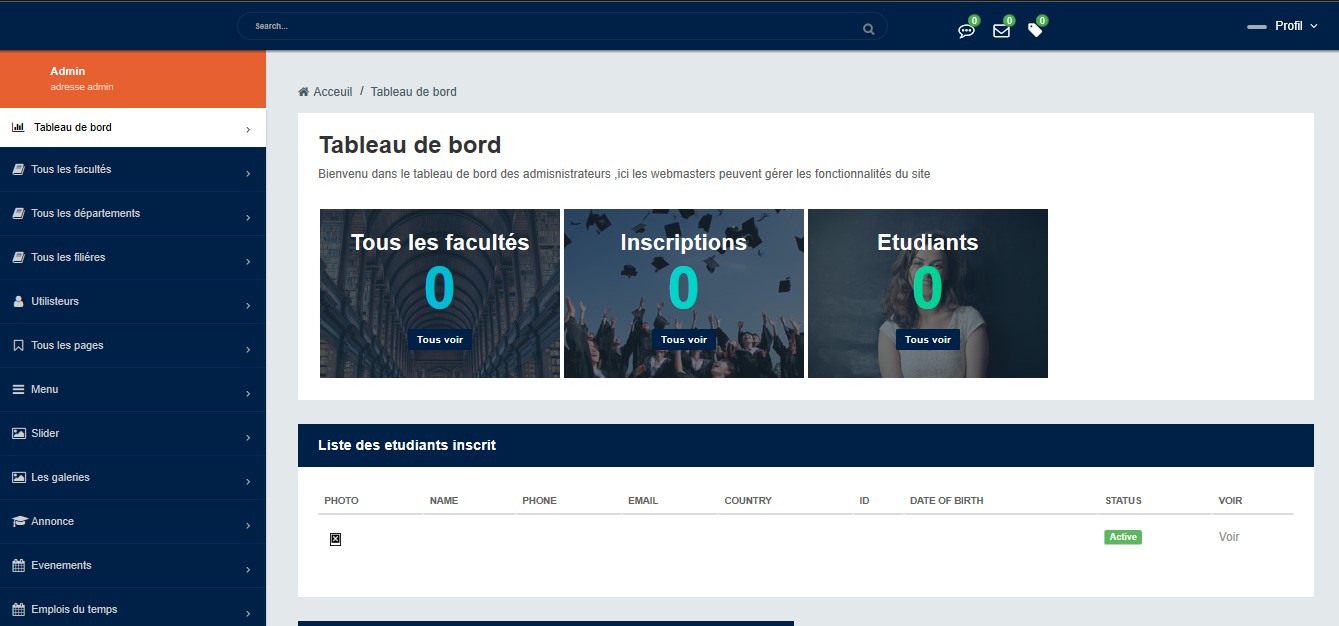 Search...
0 0 0
Profil
Admin
adresse admin
Tableau de bord
Tous les facultés
Tous les départements
Tous les filiéres
Utilisteurs
Tous les pages
Menu
Slider
Les galeries
Annonce
Evenements
Emplois du temps
Acceuil / Tableau de bord
Tableau de bord
Bienvenu dans le tableau de bord des admisnistrateurs ,ici les webmasters peuvent gérer les fonctionnalités du site
Tous les facultés
0
Tous voir
Inscriptions
0
Tous voir
Etudiants
0
Tous voir
Liste des etudiants inscrit
PHOTO NAME PHONE EMAIL COUNTRY ID DATE OF BIRTH STATUS VOIR
Active Voir